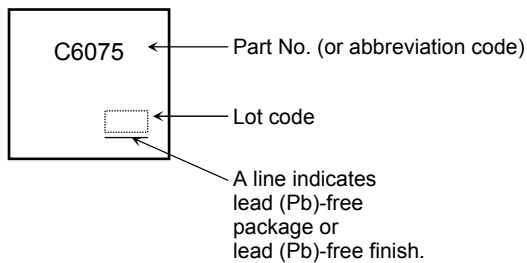 C6075
Part No. (or abbreviation code)
Lot code
A line indicates
lead (Pb)-free
package or
lead (Pb)-free finish.